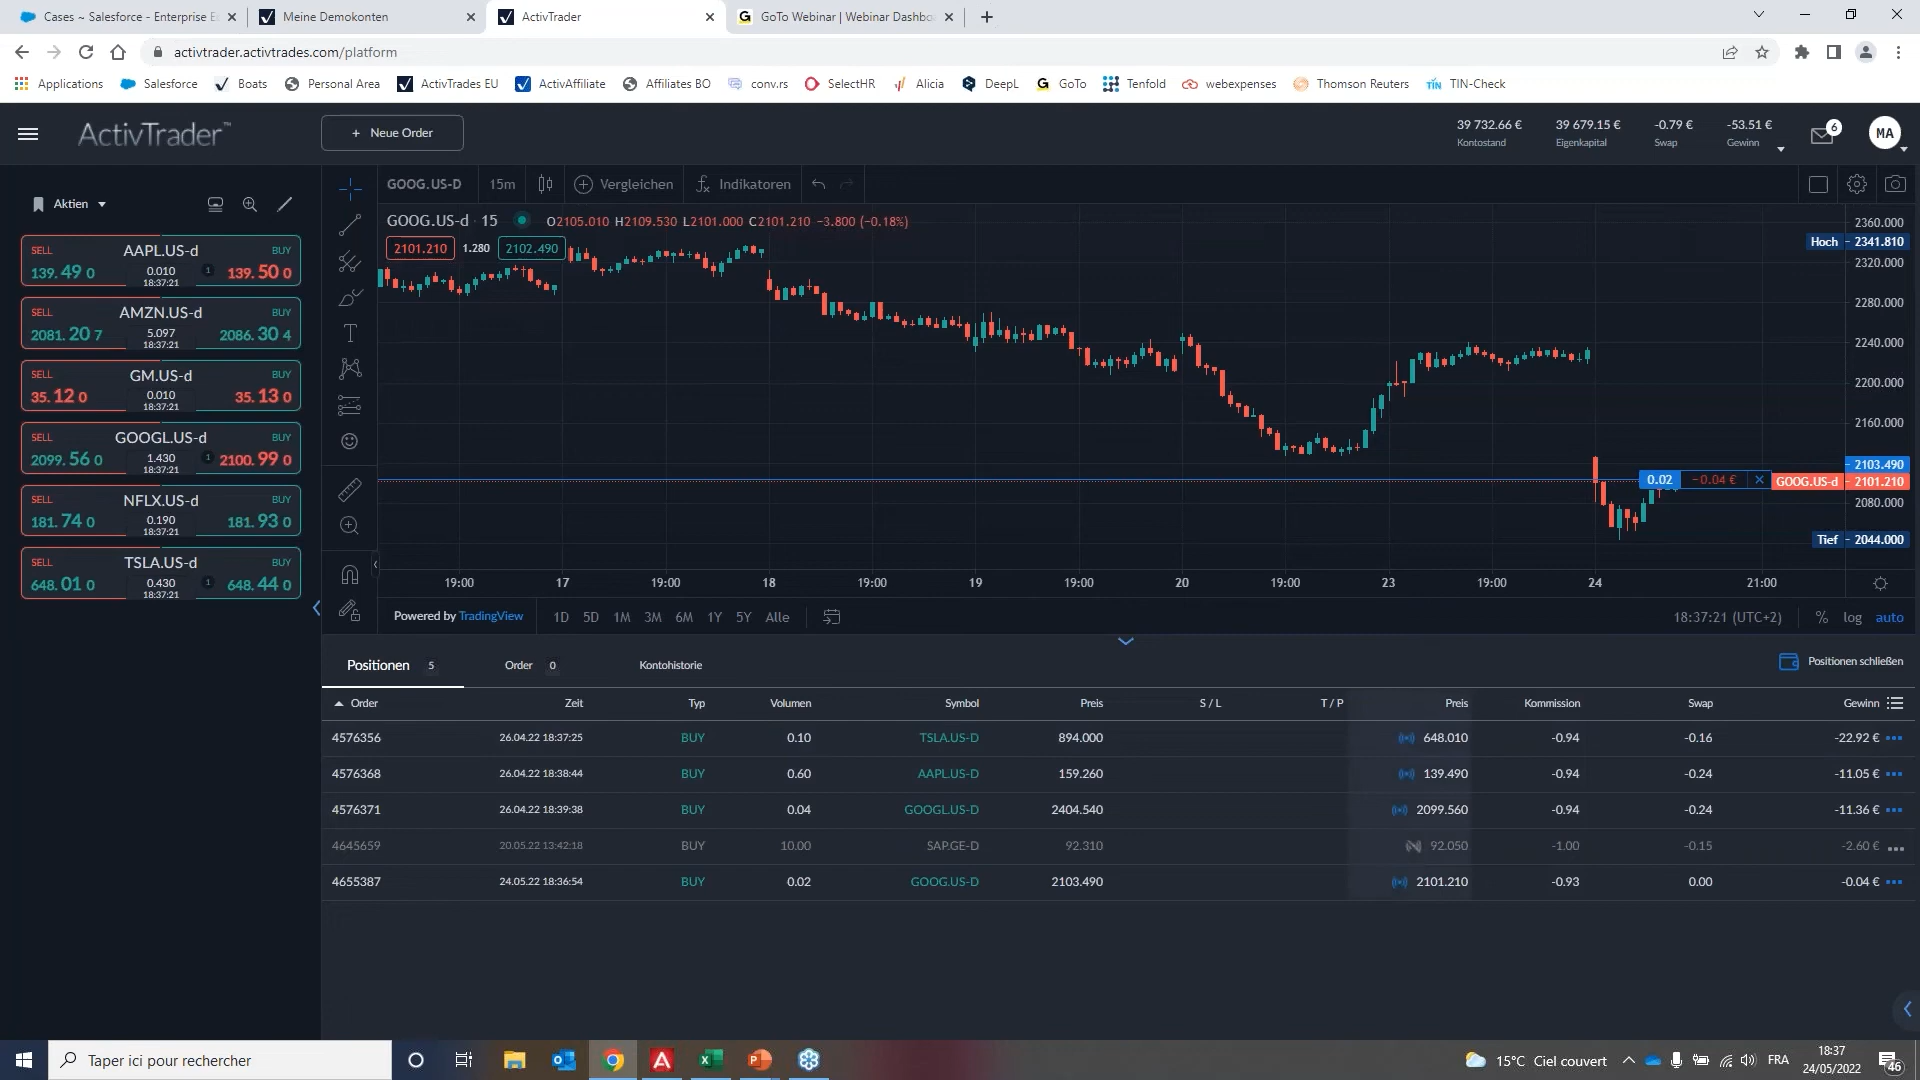 Cases ~ Salesforce - Enterprise E
Meine Demokonten
ActivTrader
GoTo Webinar | Webinar Dashbo
activtrader.activtrades.com/platform
Applications
Salesforce
Boats
Personal Area
ActivTrades EU
ActivAffiliate
Affiliates BO
conv.rs
SelectHR
Alicia
DeepL
GoTo
Tenfold
webexpenses
Thomson Reuters
TIN-Check
ActivTrader™
+ Neue Order
39 732.66 €
Kontostand
39 679.15 €
Eigenkapital
-0.79 €
Swap
-53.51 €
Gewinn
6
MA
Aktien
SELL AAPL.US-d BUY
139. 49 0 0.010 1 139. 50 0
18:37:21
SELL AMZN.US-d BUY
2081. 20 7 5.097 2086. 30 4
18:37:21
SELL GM.US-d BUY
35. 12 0 0.010 35. 13 0
18:37:21
SELL GOOGL.US-d BUY
2099. 56 0 1.430 1 2100. 99 0
18:37:21
SELL NFLX.US-d BUY
181. 74 0 0.190 181. 93 0
18:37:21
SELL TSLA.US-d BUY
648. 01 0 0.430 1 648. 44 0
18:37:21
GOOG.US-D 15m Vergleichen Indikatoren
GOOG.US-d · 15 O2105.010 H2109.530 L2101.000 C2101.210 −3.800 (−0.18%)
2101.210 1.280 2102.490
2360.000
Hoch 2341.810
2320.000
2280.000
2240.000
2200.000
2160.000
2103.490
0.02 −0.04 € GOOG.US-d 2101.210
2080.000
Tief 2044.000
19:00 17 19:00 18 19:00 19 19:00 20 19:00 23 19:00 24 21:00
Powered by TradingView 1D 5D 1M 3M 6M 1Y 5Y Alle 18:37:21 (UTC+2) % log auto
Positionen 5 Order 0 Kontohistorie Positionen schließen
Order Zeit Typ Volumen Symbol Preis S / L T / P Preis Kommission Swap Gewinn
4576356 26.04.22 18:37:25 BUY 0.10 TSLA.US-D 894.000 648.010 -0.94 -0.16 -22.92 €
4576368 26.04.22 18:38:44 BUY 0.60 AAPL.US-D 159.260 139.490 -0.94 -0.24 -11.05 €
4576371 26.04.22 18:39:38 BUY 0.04 GOOGL.US-D 2404.540 2099.560 -0.94 -0.24 -11.36 €
4645659 20.05.22 13:42:18 BUY 10.00 SAP.GE-D 92.310 92.050 -1.00 -0.15 -2.60 €
4655387 24.05.22 18:36:54 BUY 0.02 GOOG.US-D 2103.490 2101.210 -0.93 0.00 -0.04 €
Taper ici pour rechercher
15°C Ciel couvert
FRA
18:37
24/05/2022
46